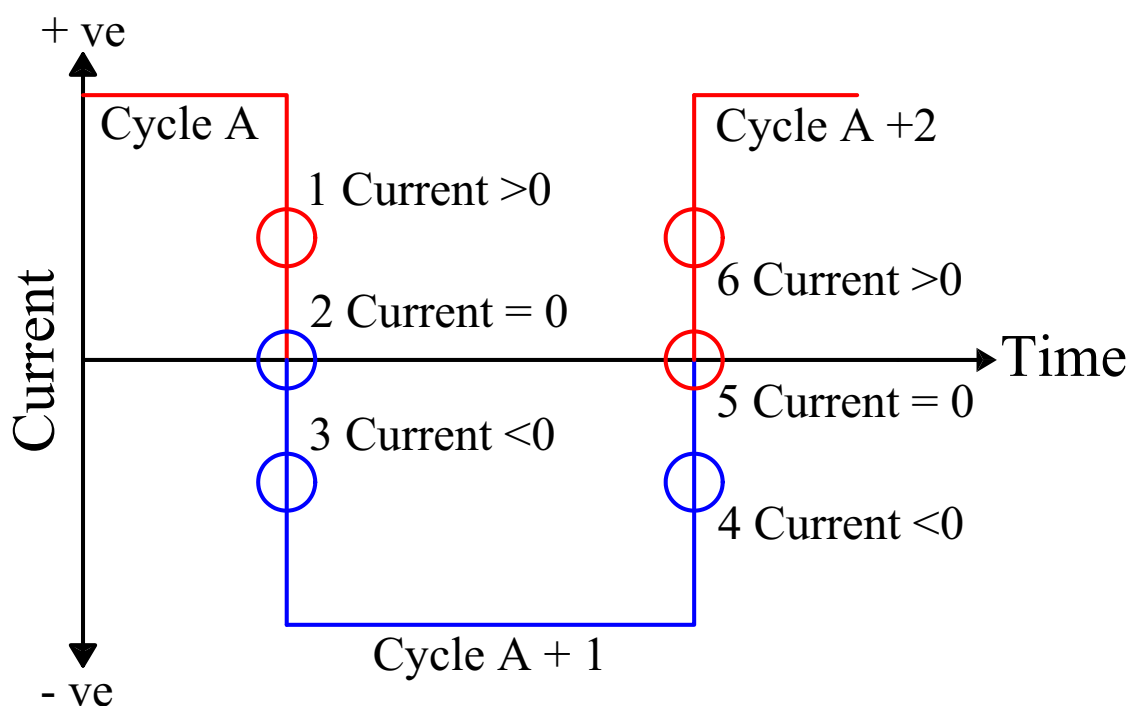 + ve
Cycle A
Cycle A +2
1 Current >0
6 Current >0
2 Current = 0
Time
5 Current = 0
Current
3 Current <0
4 Current <0
Cycle A + 1
- ve